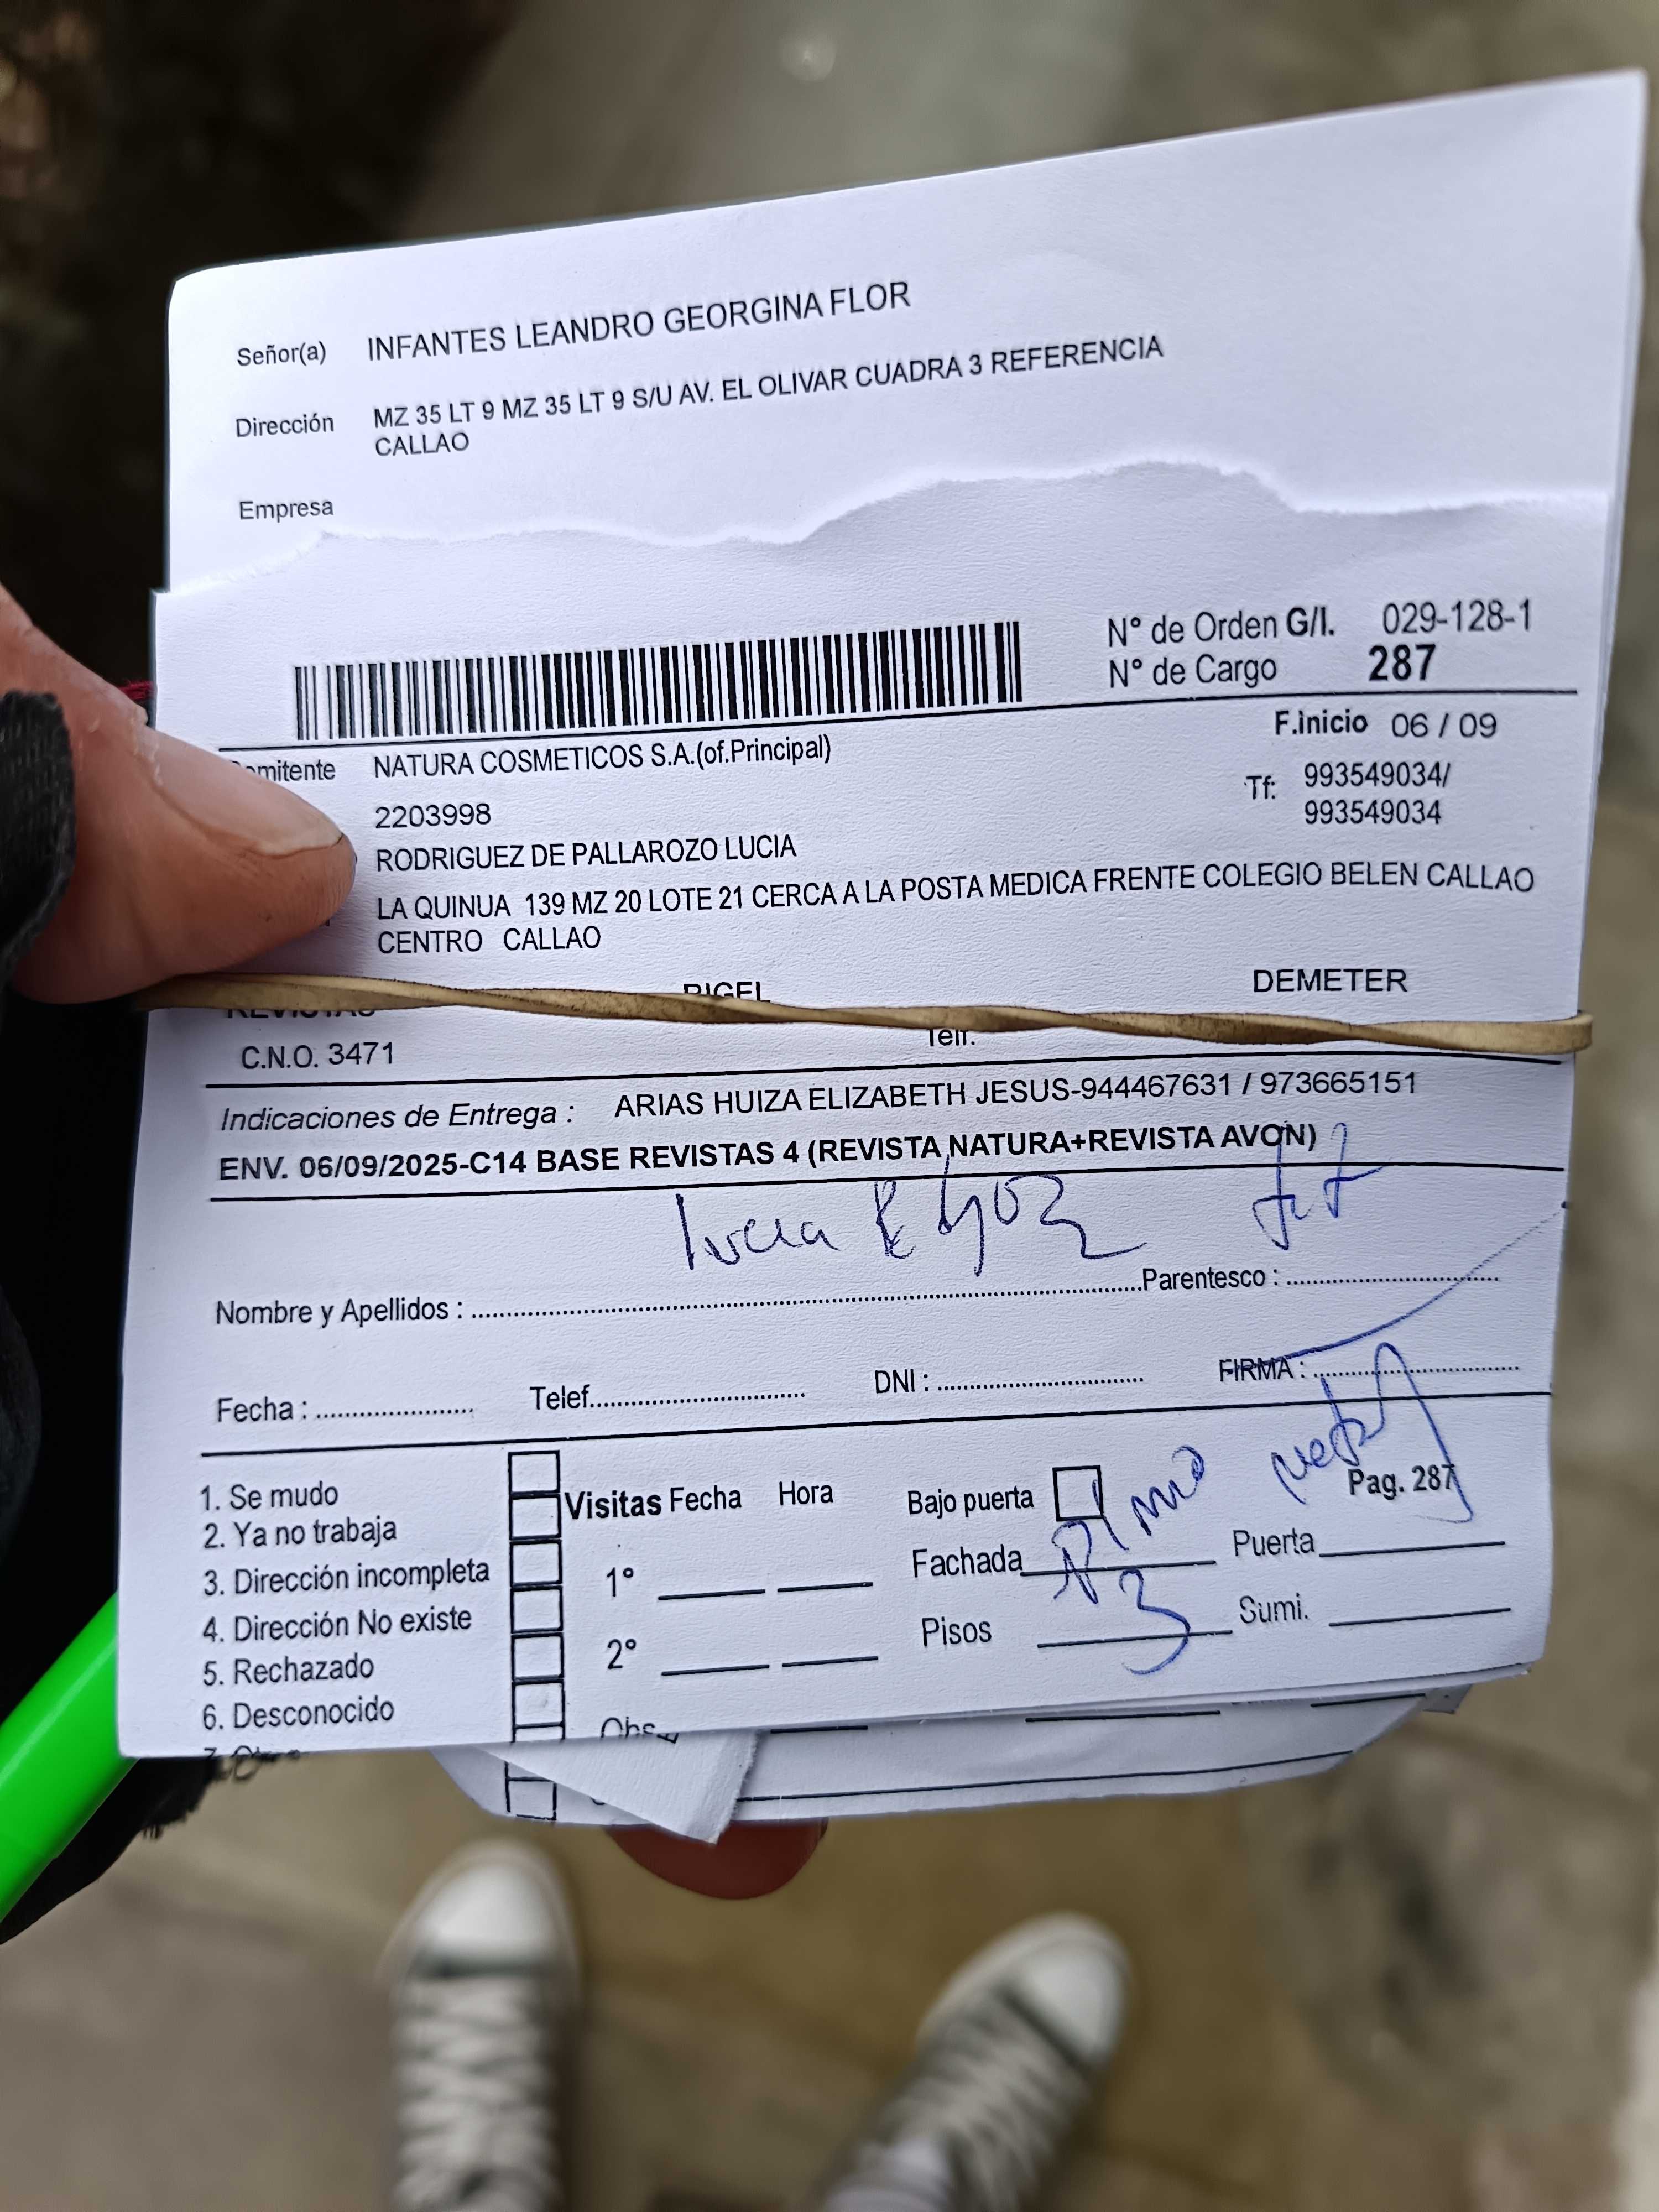 Señor(a) INFANTES LEANDRO GEORGINA FLOR
Dirección MZ 35 LT 9 MZ 35 LT 9 S/U AV. EL OLIVAR CUADRA 3 REFERENCIA
CALLAO
Empresa
N° de Orden G/I. 029-128-1
N° de Cargo 287
F.Inicio 06 / 09
mitente NATURA COSMETICOS S.A.(of.Principal)
Tf: 993549034/
2203998
993549034
RODRIGUEZ DE PALLAROZO LUCIA
LA QUINUA 139 MZ 20 LOTE 21 CERCA A LA POSTA MEDICA FRENTE COLEGIO BELEN CALLAO
CENTRO CALLAO
REVISTAS RIGEL DEMETER
C.N.O. 3471 Telf.
Indicaciones de Entrega : ARIAS HUIZA ELIZABETH JESUS-944467631 / 973665151
ENV. 06/09/2025-C14 BASE REVISTAS 4 (REVISTA NATURA+REVISTA AVON)
Lucia
Nombre y Apellidos : Parentesco :
Fecha : Telef. DNI : FIRMA :
1. Se mudo
2. Ya no trabaja
3. Dirección incompleta
4. Dirección No existe
5. Rechazado
6. Desconocido
Visitas Fecha Hora
1°
2°
Obs.
Bajo puerta
Pag. 287
Fachada Puerta
Pisos 3 Sumi.